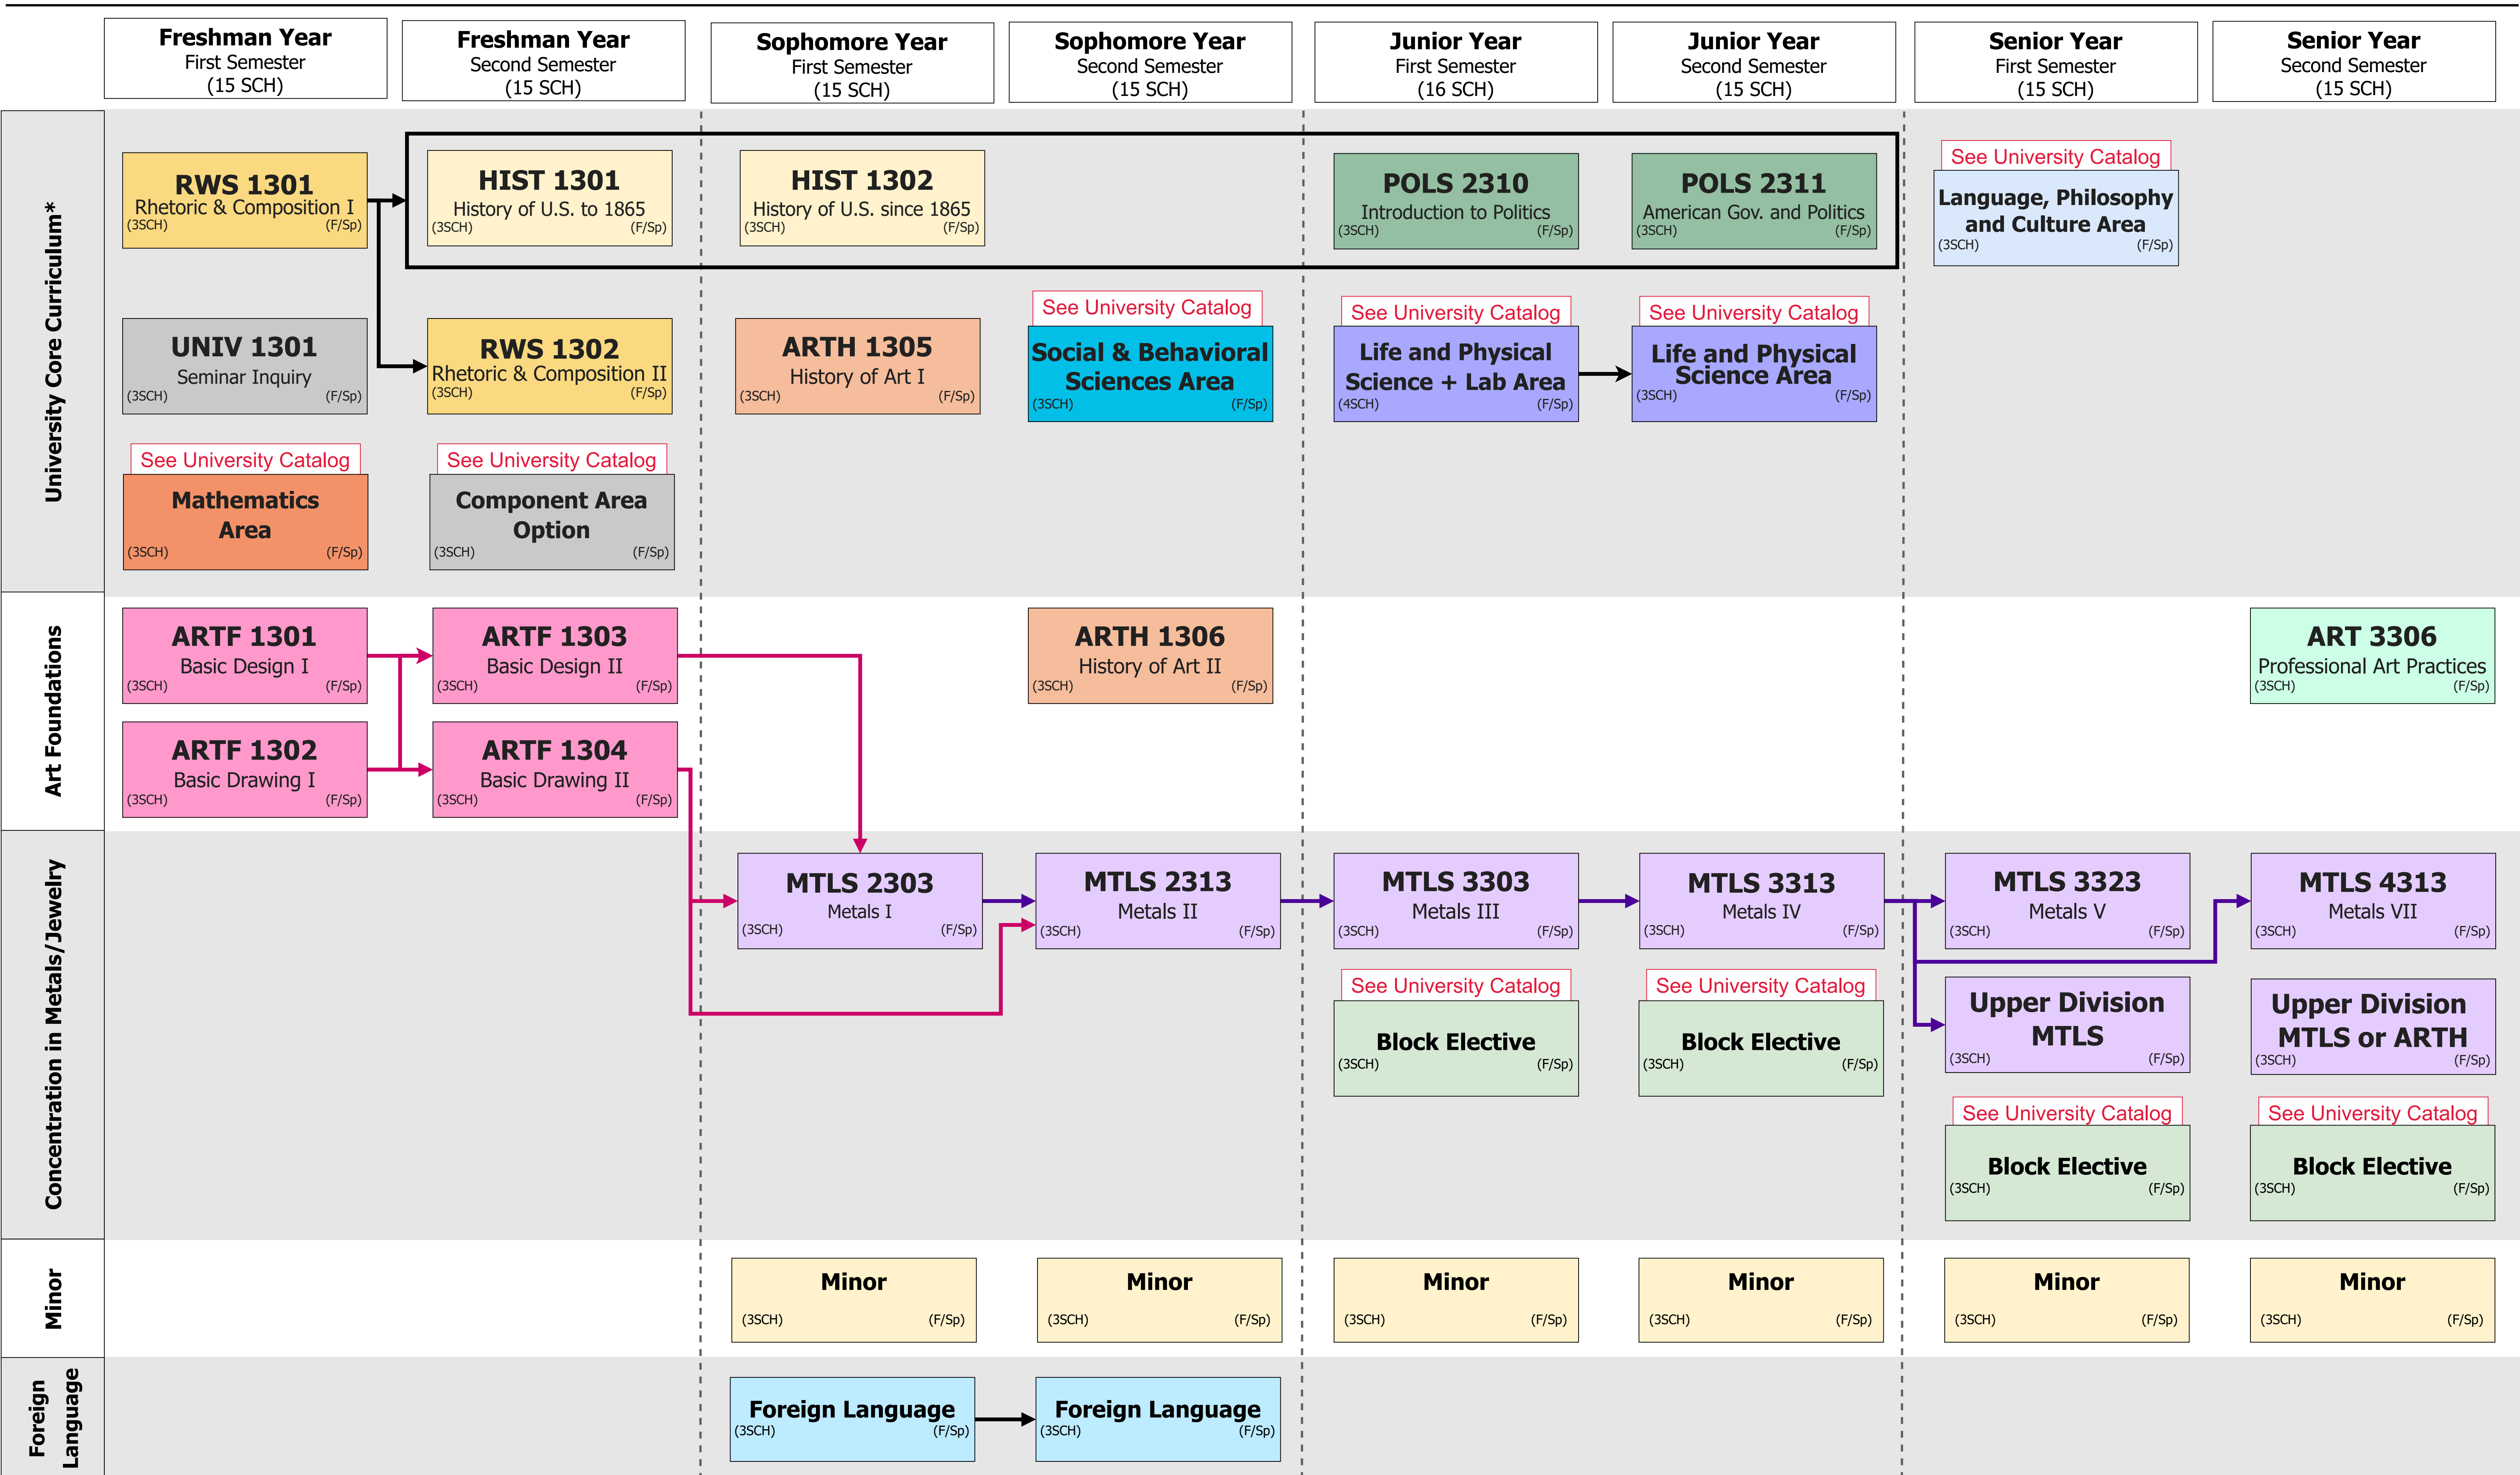 Freshman Year
First Semester
(15 SCH)
Freshman Year
Second Semester
(15 SCH)
Sophomore Year
First Semester
(15 SCH)
Sophomore Year
Second Semester
(15 SCH)
Junior Year
First Semester
(16 SCH)
Junior Year
Second Semester
(15 SCH)
Senior Year
First Semester
(15 SCH)
Senior Year
Second Semester
(15 SCH)
University Core Curriculum*
RWS 1301
Rhetoric & Composition I
(3SCH) (F/Sp)
HIST 1301
History of U.S. to 1865
(3SCH) (F/Sp)
HIST 1302
History of U.S. since 1865
(3SCH) (F/Sp)
POLS 2310
Introduction to Politics
(3SCH) (F/Sp)
POLS 2311
American Gov. and Politics
(3SCH) (F/Sp)
See University Catalog
Language, Philosophy
and Culture Area
(3SCH) (F/Sp)
UNIV 1301
Seminar Inquiry
(3SCH) (F/Sp)
RWS 1302
Rhetoric & Composition II
(3SCH) (F/Sp)
ARTH 1305
History of Art I
(3SCH) (F/Sp)
See University Catalog
Social & Behavioral
Sciences Area
(3SCH) (F/Sp)
See University Catalog
Life and Physical
Science + Lab Area
(4SCH) (F/Sp)
See University Catalog
Life and Physical
Science Area
(3SCH) (F/Sp)
See University Catalog
Mathematics
Area
(3SCH) (F/Sp)
See University Catalog
Component Area
Option
(3SCH) (F/Sp)
Art Foundations
ARTF 1301
Basic Design I
(3SCH) (F/Sp)
ARTF 1303
Basic Design II
(3SCH) (F/Sp)
ARTH 1306
History of Art II
(3SCH) (F/Sp)
ART 3306
Professional Art Practices
(3SCH) (F/Sp)
ARTF 1302
Basic Drawing I
(3SCH) (F/Sp)
ARTF 1304
Basic Drawing II
(3SCH) (F/Sp)
Concentration in Metals/Jewelry
MTLS 2303
Metals I
(3SCH) (F/Sp)
MTLS 2313
Metals II
(3SCH) (F/Sp)
MTLS 3303
Metals III
(3SCH) (F/Sp)
MTLS 3313
Metals IV
(3SCH) (F/Sp)
MTLS 3323
Metals V
(3SCH) (F/Sp)
MTLS 4313
Metals VII
(3SCH) (F/Sp)
See University Catalog
Block Elective
(3SCH) (F/Sp)
See University Catalog
Block Elective
(3SCH) (F/Sp)
Upper Division
MTLS
(3SCH) (F/Sp)
Upper Division
MTLS or ARTH
(3SCH) (F/Sp)
See University Catalog
Block Elective
(3SCH) (F/Sp)
See University Catalog
Block Elective
(3SCH) (F/Sp)
Minor
Minor
(3SCH) (F/Sp)
Minor
(3SCH) (F/Sp)
Minor
(3SCH) (F/Sp)
Minor
(3SCH) (F/Sp)
Minor
(3SCH) (F/Sp)
Minor
(3SCH) (F/Sp)
Foreign
Language
Foreign Language
(3SCH) (F/Sp)
Foreign Language
(3SCH) (F/Sp)